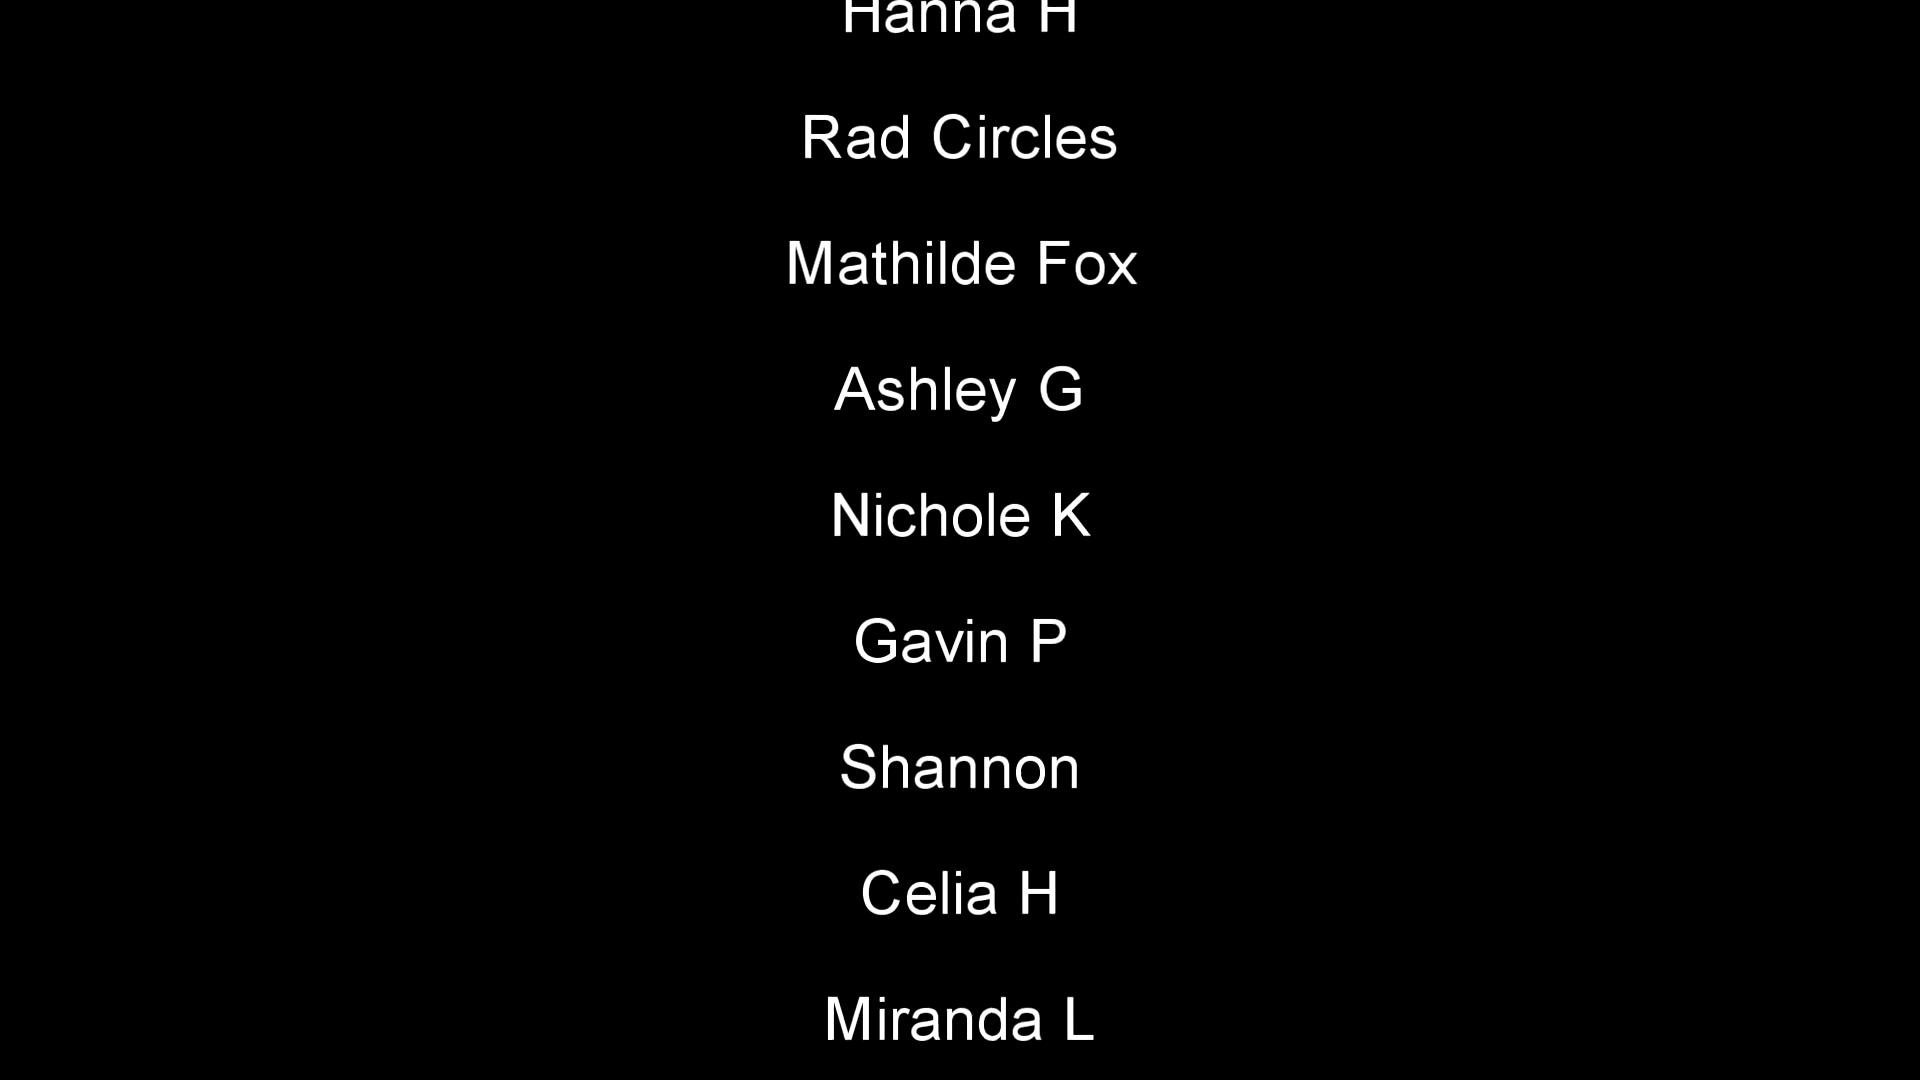 Hanna H
Rad Circles
Mathilde Fox
Ashley G
Nichole K
Gavin P
Shannon
Celia H
Miranda L